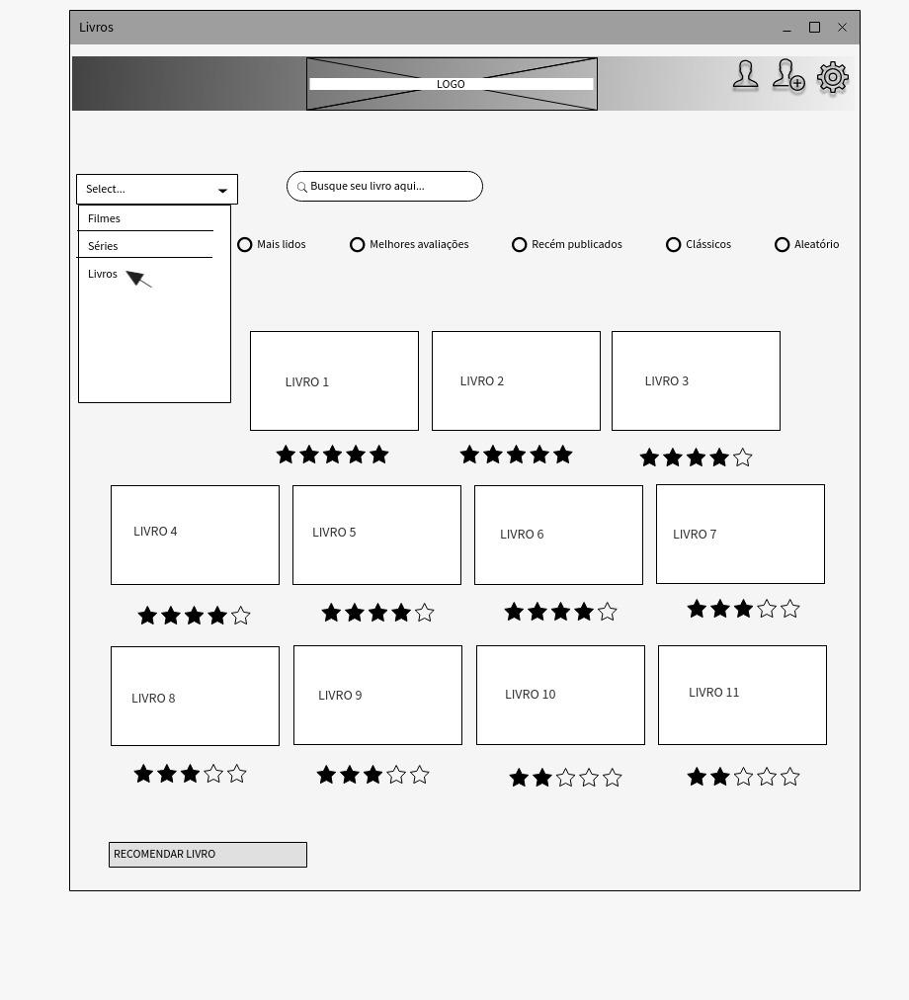 Livros
LOGO
Select...
Busque seu livro aqui...
Filmes
Séries
Livros
Mais lidos
Melhores avaliações
Recém publicados
Clássicos
Aleatório
LIVRO 1
LIVRO 2
LIVRO 3
LIVRO 4
LIVRO 5
LIVRO 6
LIVRO 7
LIVRO 8
LIVRO 9
LIVRO 10
LIVRO 11
RECOMENDAR LIVRO